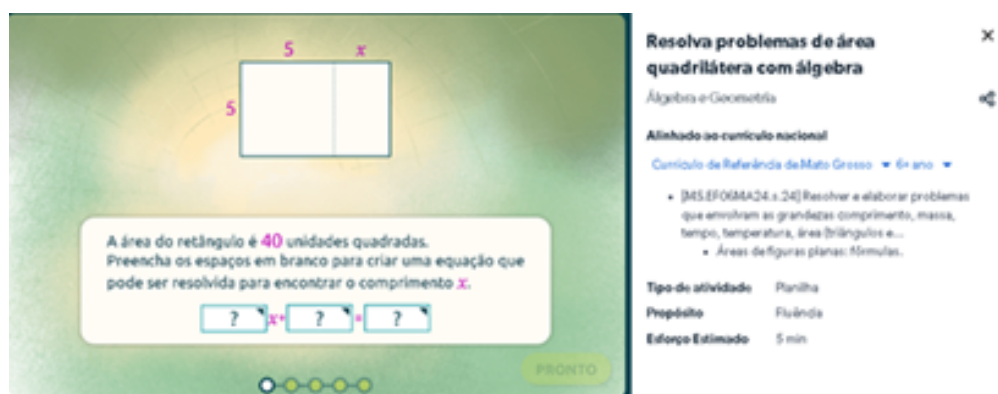 5 x
5
A área do retângulo é 40 unidades quadradas.
Preencha os espaços em branco para criar uma equação que
pode ser resolvida para encontrar o comprimento x.
? x+ ? = ?
PRONTO
Resolva problemas de área
quadrilátera com álgebra
Álgebra e Geometria
Alinhado ao currículo nacional
Currículo de Referência de Mato Grosso 6º ano
[MS.EF06MA24.s.24] Resolver e elaborar problemas
que envolvam as grandezas comprimento, massa,
tempo, temperatura, área (triângulos e...
Áreas de figuras planas: fórmulas.
Tipo de atividade Planilha
Propósito Fluência
Esforço Estimado 5 min